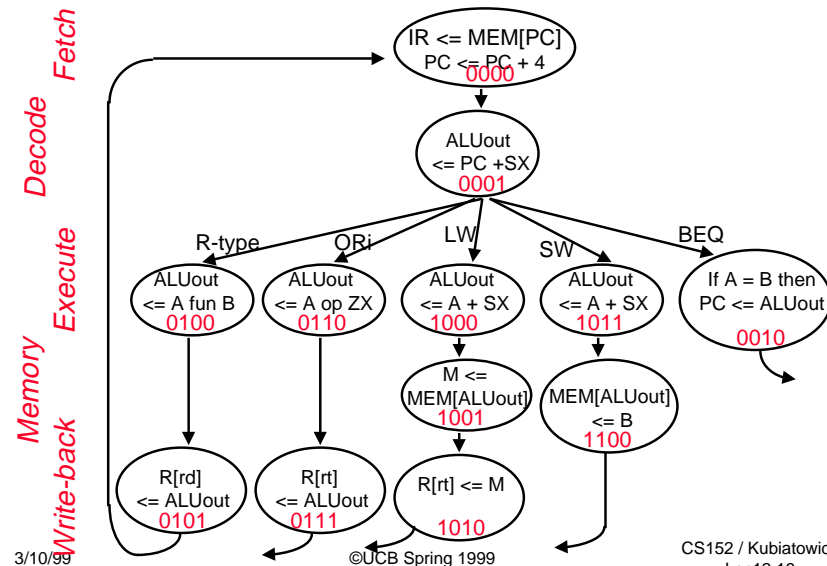 Fetch
IR <= MEM[PC]
PC <= PC + 4
0000
Decode
ALUout
<= PC +SX
0001
R-type
ORi
LW
SW
BEQ
Execute
ALUout
<= A fun B
0100
ALUout
<= A op ZX
0110
ALUout
<= A + SX
1000
ALUout
<= A + SX
1011
If A = B then
PC <= ALUout
0010
Memory
M <=
MEM[ALUout]
1001
MEM[ALUout]
<= B
1100
Write-back
R[rd]
<= ALUout
0101
R[rt]
<= ALUout
0111
R[rt] <= M
1010
3/10/99
©UCB Spring 1999
CS152 / Kubiatowic